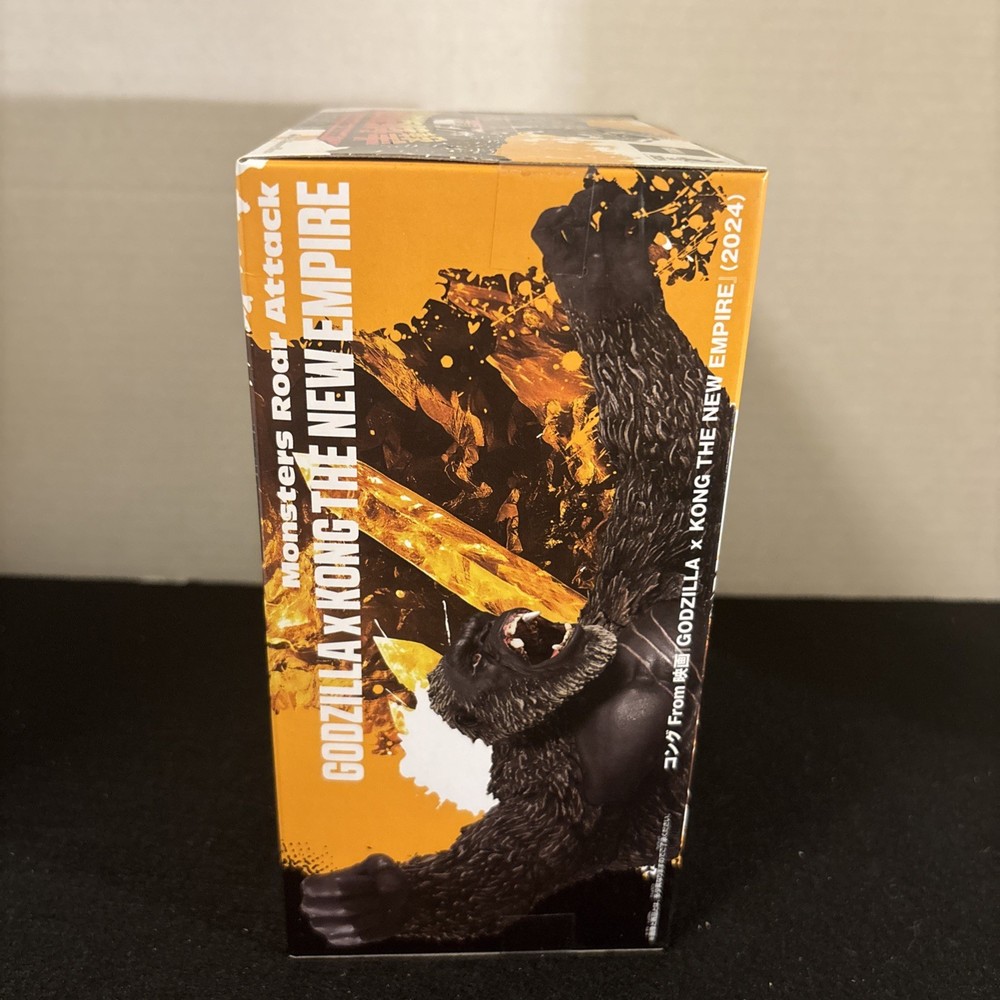 Monsters Roar Attack
GODZILLA X KONG THE NEW EMPIRE
コング From 映画『GODZILLA x KONG THE NEW EMPIRE』(2024)